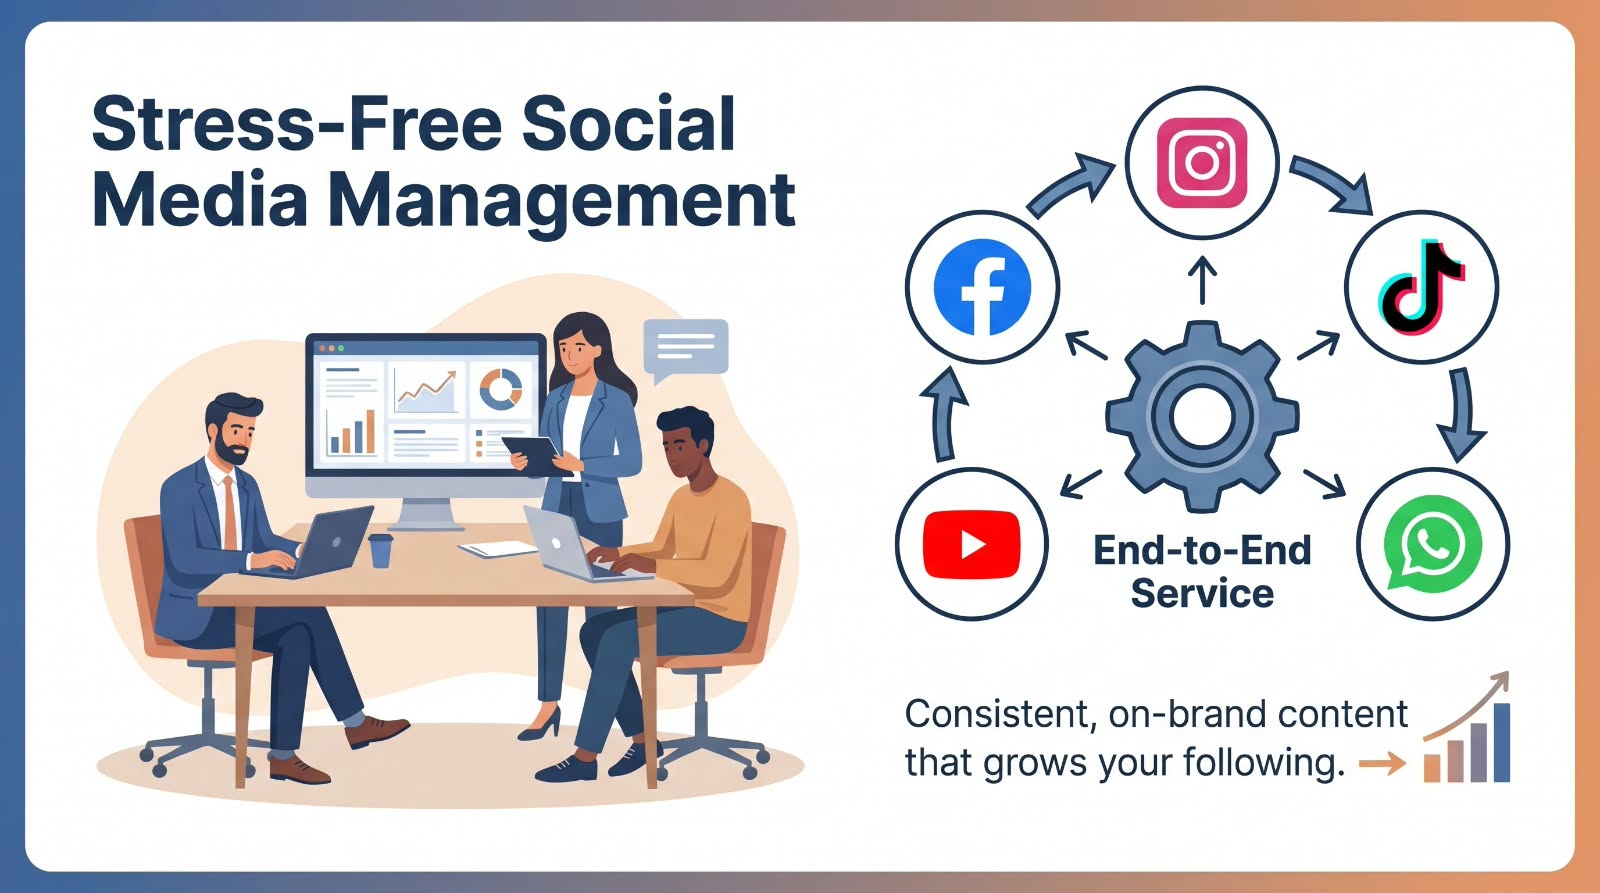 Stress-Free Social
Media Management
End-to-End
Service
Consistent, on-brand content
that grows your following.